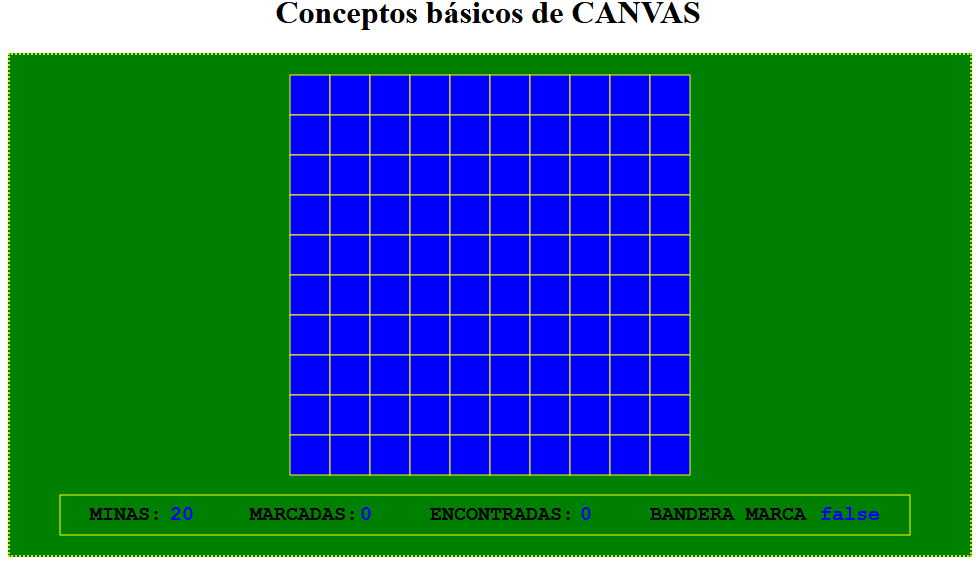 Conceptos básicos de CANVAS
MINAS: 20 MARCADAS: 0 ENCONTRADAS: 0 BANDERA MARCA false